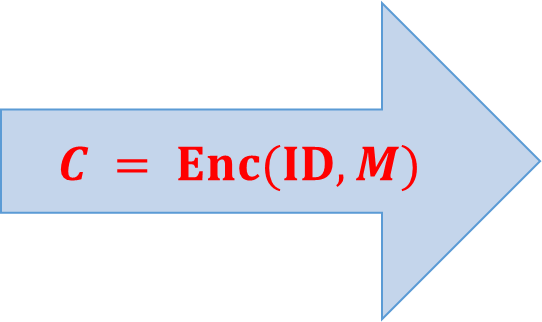 C = Enc(ID, M)